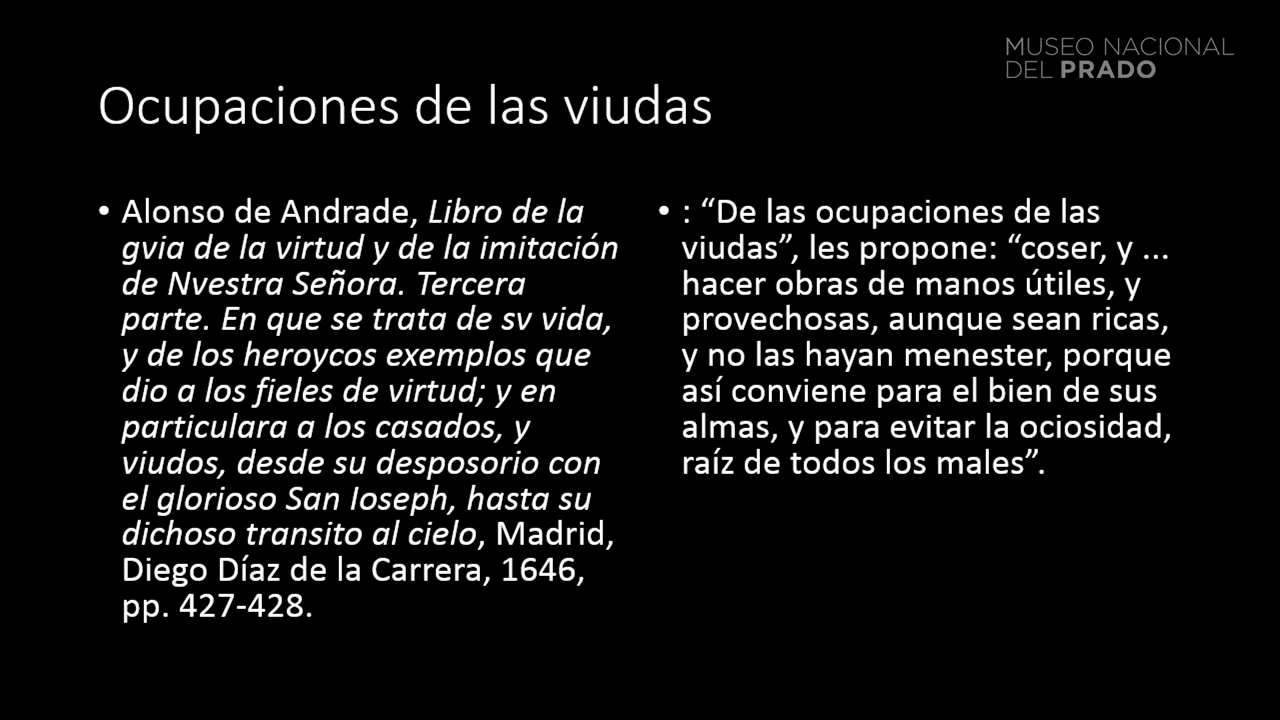 MUSEO NACIONAL
DEL PRADO
Ocupaciones de las viudas
• Alonso de Andrade, Libro de la
gvia de la virtud y de la imitación
de Nvestra Señora. Tercera
parte. En que se trata de sv vida,
y de los heroycos exemplos que
dio a los fieles de virtud; y en
particulara a los casados, y
viudos, desde su desposorio con
el glorioso San Ioseph, hasta su
dichoso transito al cielo, Madrid,
Diego Díaz de la Carrera, 1646,
pp. 427-428.
• : “De las ocupaciones de las
viudas”, les propone: “coser, y ...
hacer obras de manos útiles, y
provechosas, aunque sean ricas,
y no las hayan menester, porque
así conviene para el bien de sus
almas, y para evitar la ociosidad,
raíz de todos los males”.